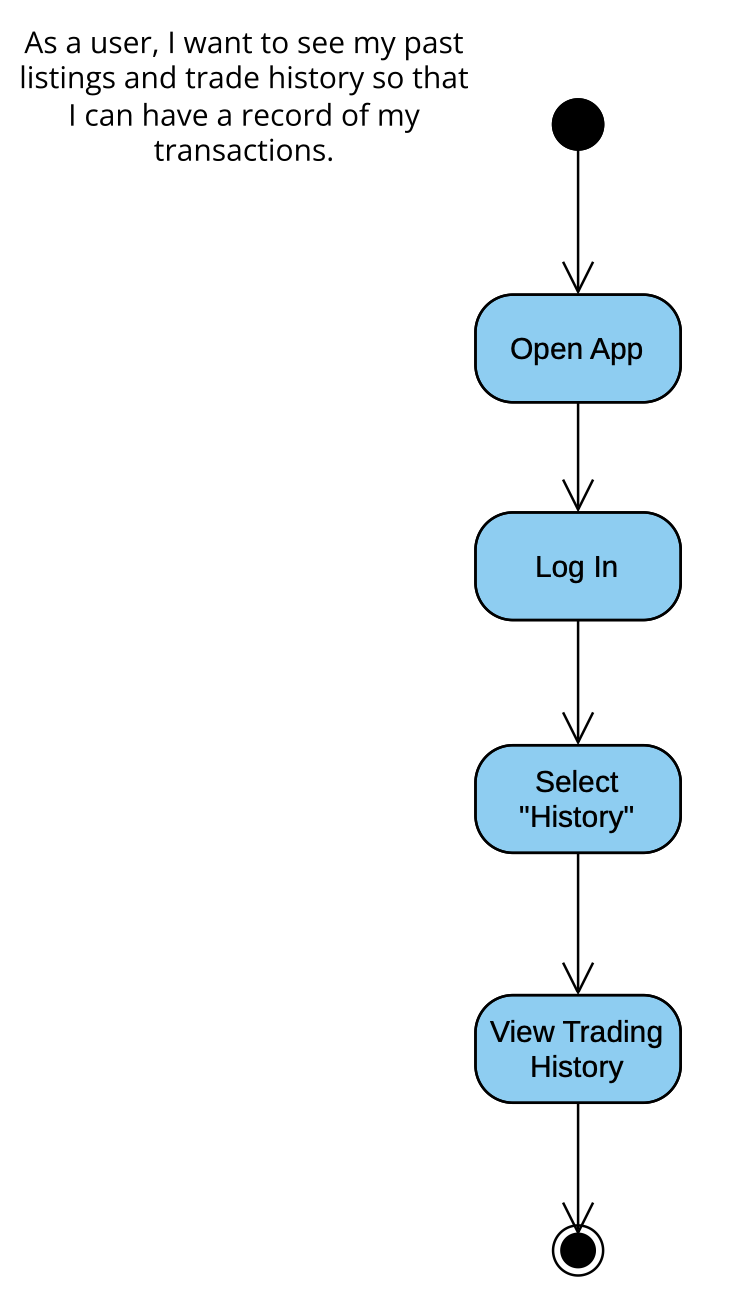 As a user, I want to see my past
listings and trade history so that
I can have a record of my
transactions.
Open App
Log In
Select
"History"
View Trading
History